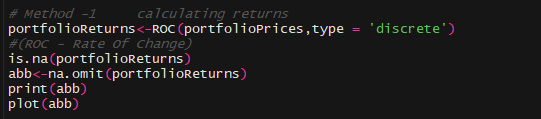 # Method -1     calculating returns
portfolioReturns<-ROC(portfolioPrices,type = 'discrete')
#(ROC - Rate Of Change)
is.na(portfolioReturns)
abb<-na.omit(portfolioReturns)
print(abb)
plot(abb)